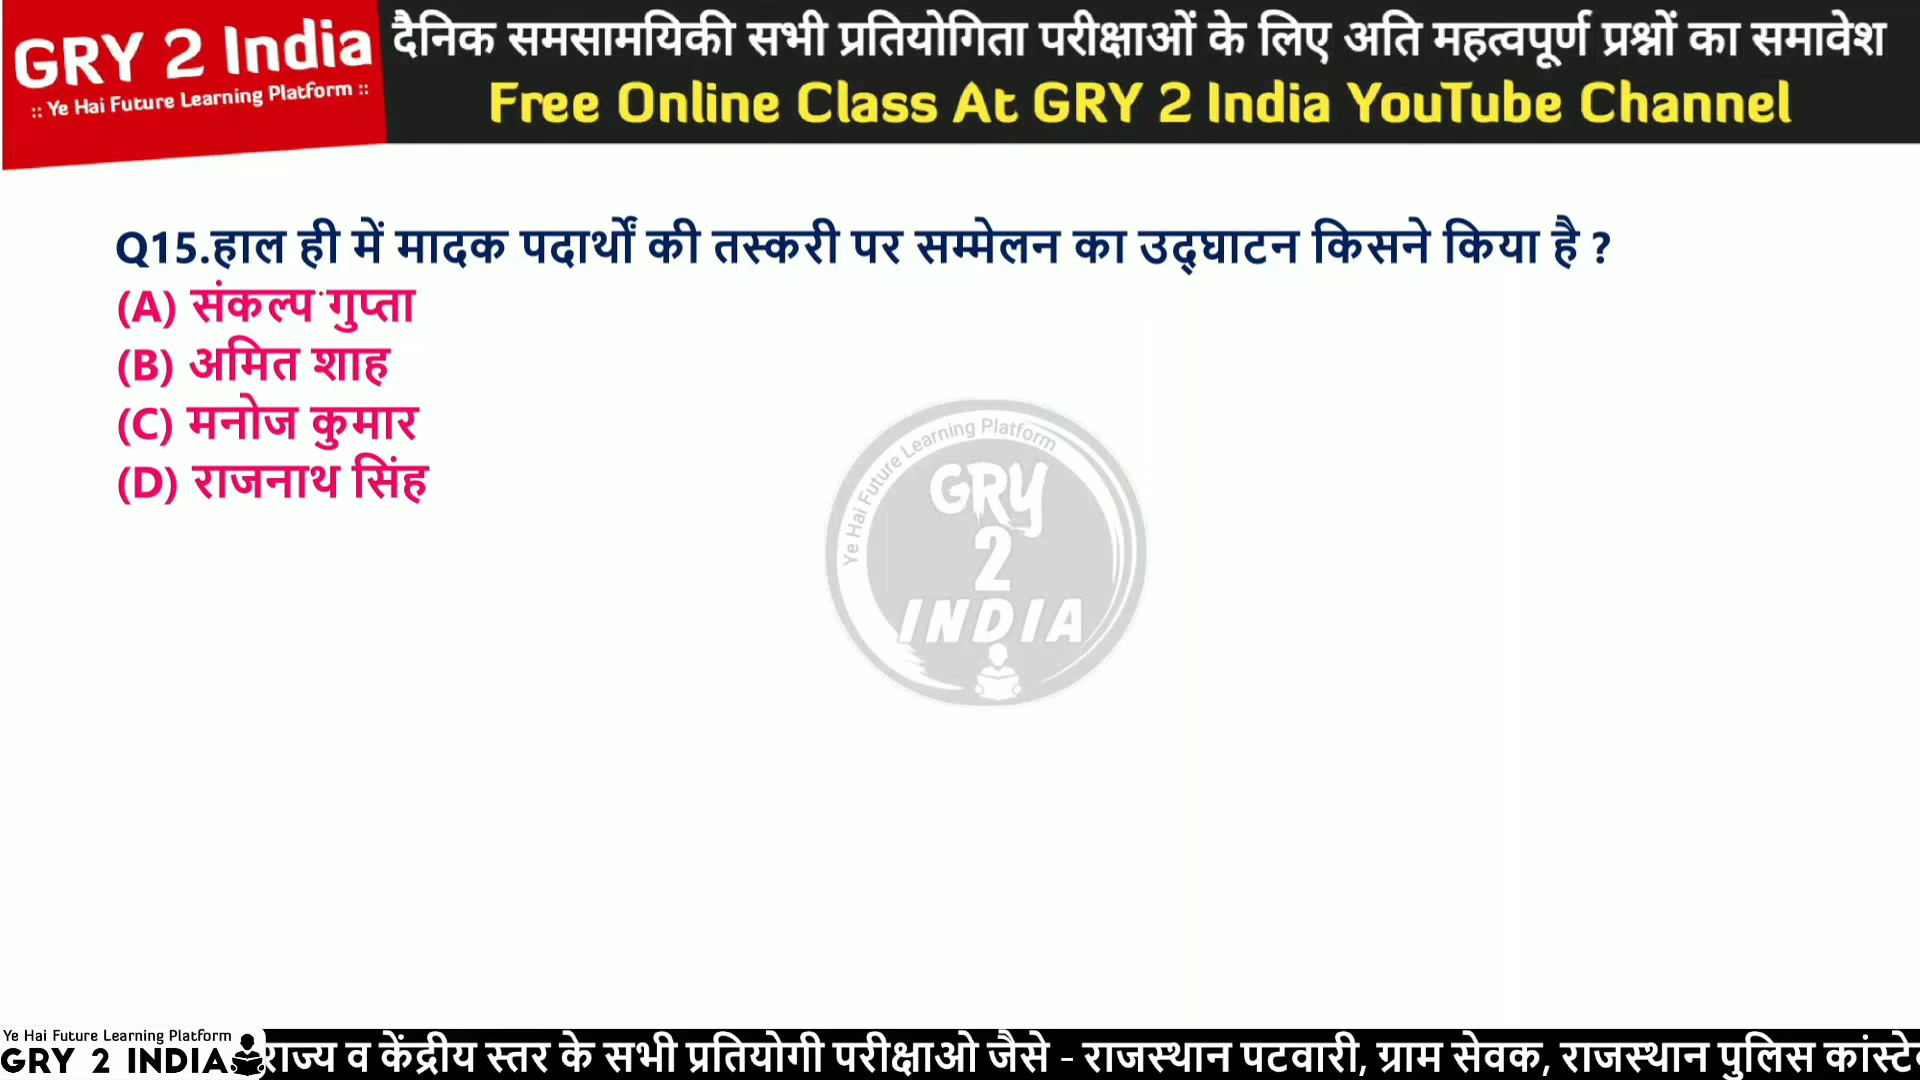 GRY 2 India
:: Ye Hai Future Learning Platform ::
दैनिक समसामयिकी सभी प्रतियोगिता परीक्षाओं के लिए अति महत्वपूर्ण प्रश्नों का समावेश
Free Online Class At GRY 2 India YouTube Channel
Q15.हाल ही में मादक पदार्थों की तस्करी पर सम्मेलन का उद्घाटन किसने किया है ?
(A) संकल्प गुप्ता
(B) अमित शाह
(C) मनोज कुमार
(D) राजनाथ सिंह
Ye Hai Future Learning Platform
GRY
2
INDIA
Ye Hai Future Learning Platform
GRY 2 INDIA
राज्य व केंद्रीय स्तर के सभी प्रतियोगी परीक्षाओ जैसे - राजस्थान पटवारी, ग्राम सेवक, राजस्थान पुलिस कांस्टे